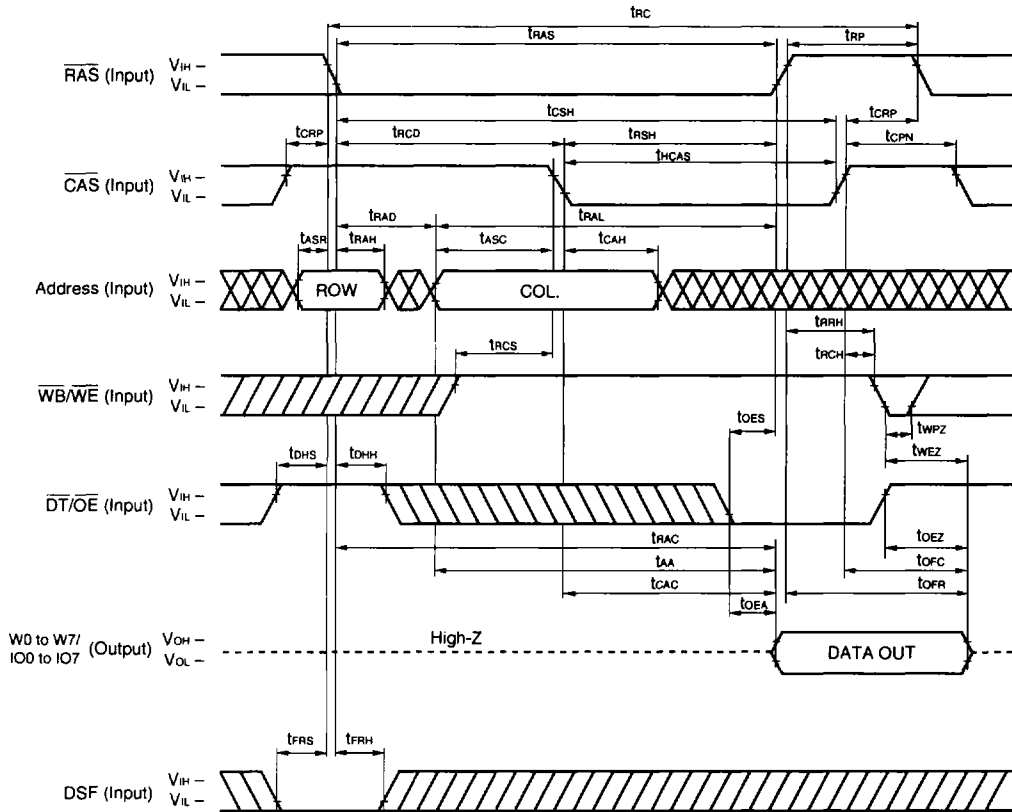 tRC
tRAS
tRP
RAS (Input)
VIH –
VIL –
tCSH
tCRP
tCRP
tRCD
tRSH
tCPN
tHCAS
CAS (Input)
VIH –
VIL –
tRAD
tRAL
tASR
tRAH
tASC
tCAH
Address (Input)
VIH –
VIL –
ROW
COL.
tRRH
tRCS
tRCH
WB/WE (Input)
VIH –
VIL –
tOES
tWPZ
tWEZ
tDHS
tDHH
DT/OE (Input)
VIH –
VIL –
tRAC
tOEZ
tAA
tOFC
tCAC
tOFR
tOEA
W0 to W7/
IO0 to IO7
(Output)
VOH –
VOL –
High-Z
DATA OUT
tFRS
tFRH
DSF (Input)
VIH –
VIL –